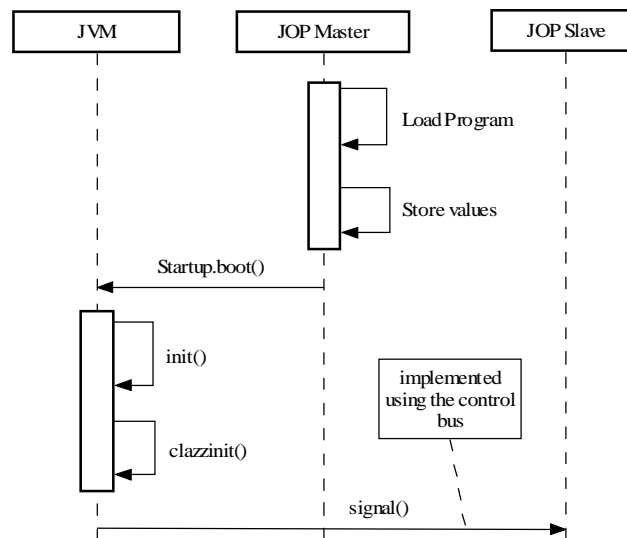 JVM
JOP Master
JOP Slave
Load Program
Store values
Startup.boot()
init()
implemented
using the control
bus
clazzinit()
signal()